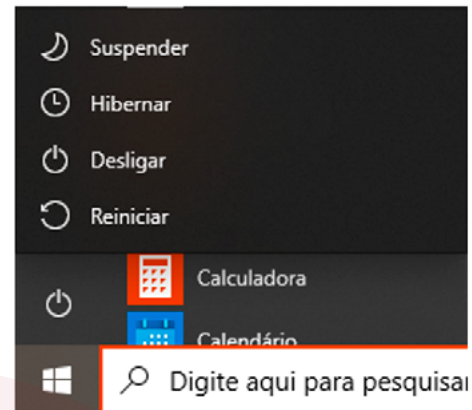 Suspender
Hibernar
Desligar
Reiniciar
Calculadora
Calendário
Digite aqui para pesquisar